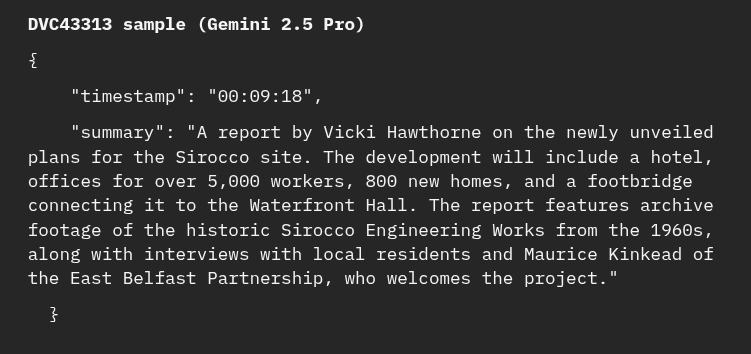 DVC43313 sample (Gemini 2.5 Pro)
{
"timestamp": "00:09:18",
"summary": "A report by Vicki Hawthorne on the newly unveiled
plans for the Sirocco site. The development will include a hotel,
offices for over 5,000 workers, 800 new homes, and a footbridge
connecting it to the Waterfront Hall. The report features archive
footage of the historic Sirocco Engineering Works from the 1960s,
along with interviews with local residents and Maurice Kinkead of
the East Belfast Partnership, who welcomes the project."
}